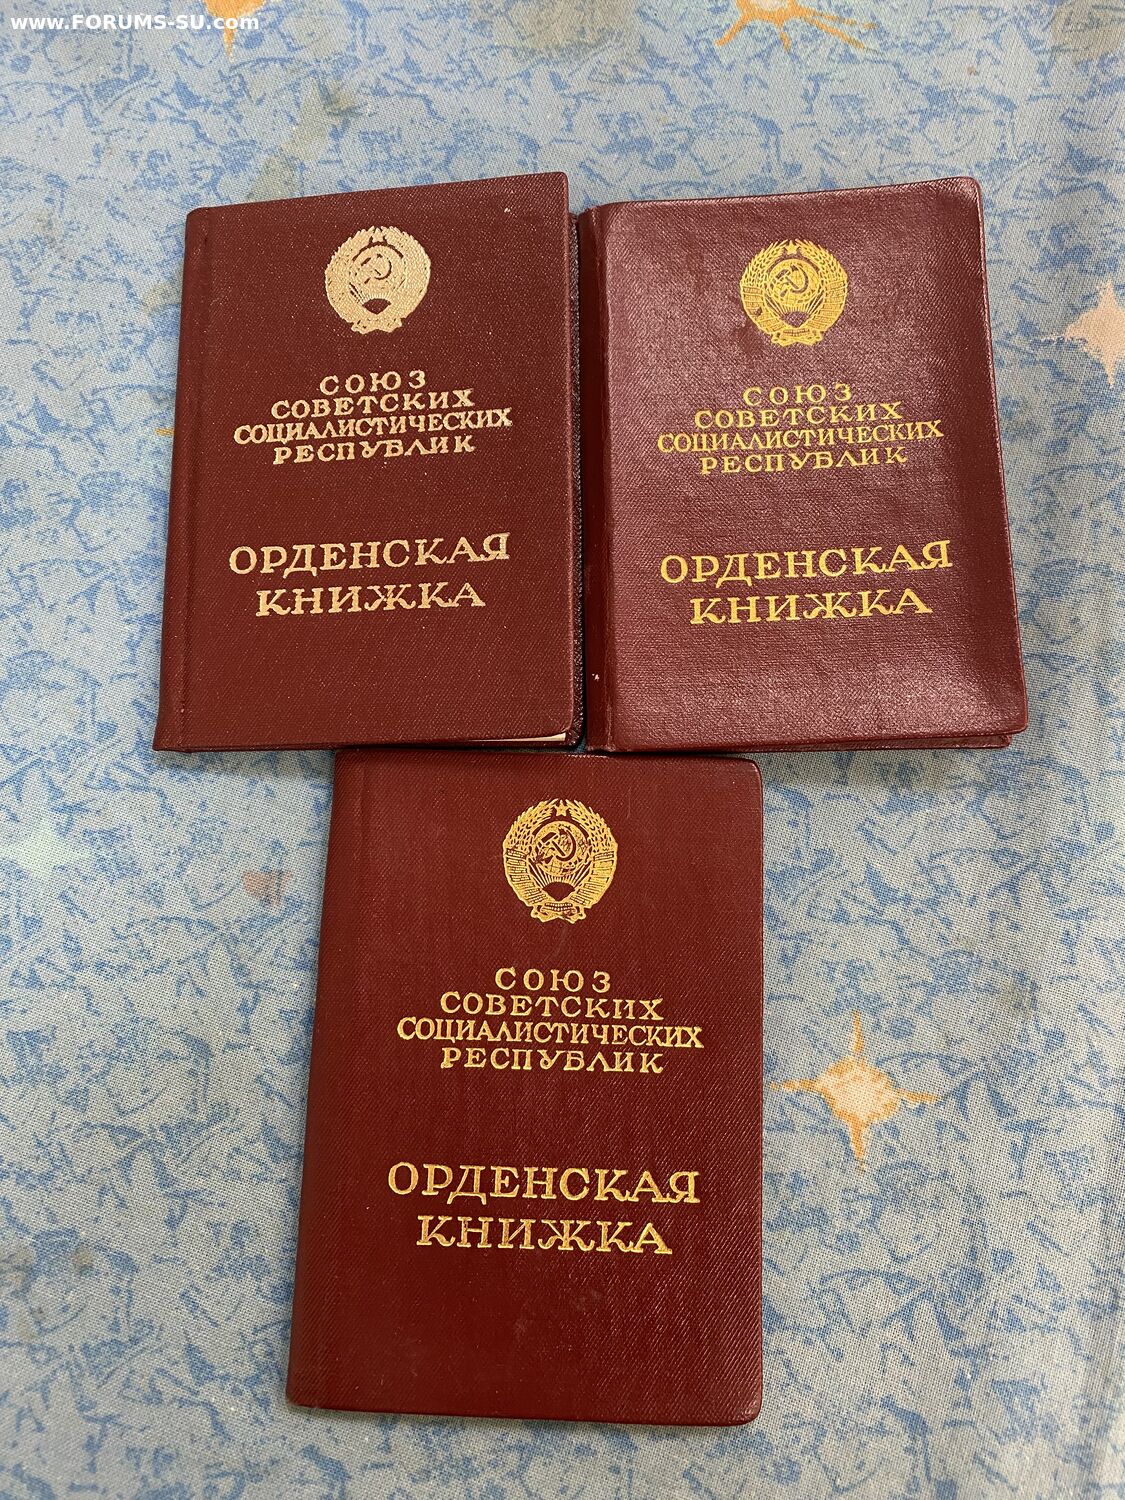 www.FORUMS-SU.com
СОЮЗ
СОВЕТСКИХ
СОЦИАЛИСТИЧЕСКИХ
РЕСПУБЛИК
ОРДЕНСКАЯ
КНИЖКА
СОЮЗ
СОВЕТСКИХ
СОЦИАЛИСТИЧЕСКИХ
РЕСПУБЛИК
ОРДЕНСКАЯ
КНИЖКА
СОЮЗ
СОВЕТСКИХ
СОЦИАЛИСТИЧЕСКИХ
РЕСПУБЛИК
ОРДЕНСКАЯ
КНИЖКА